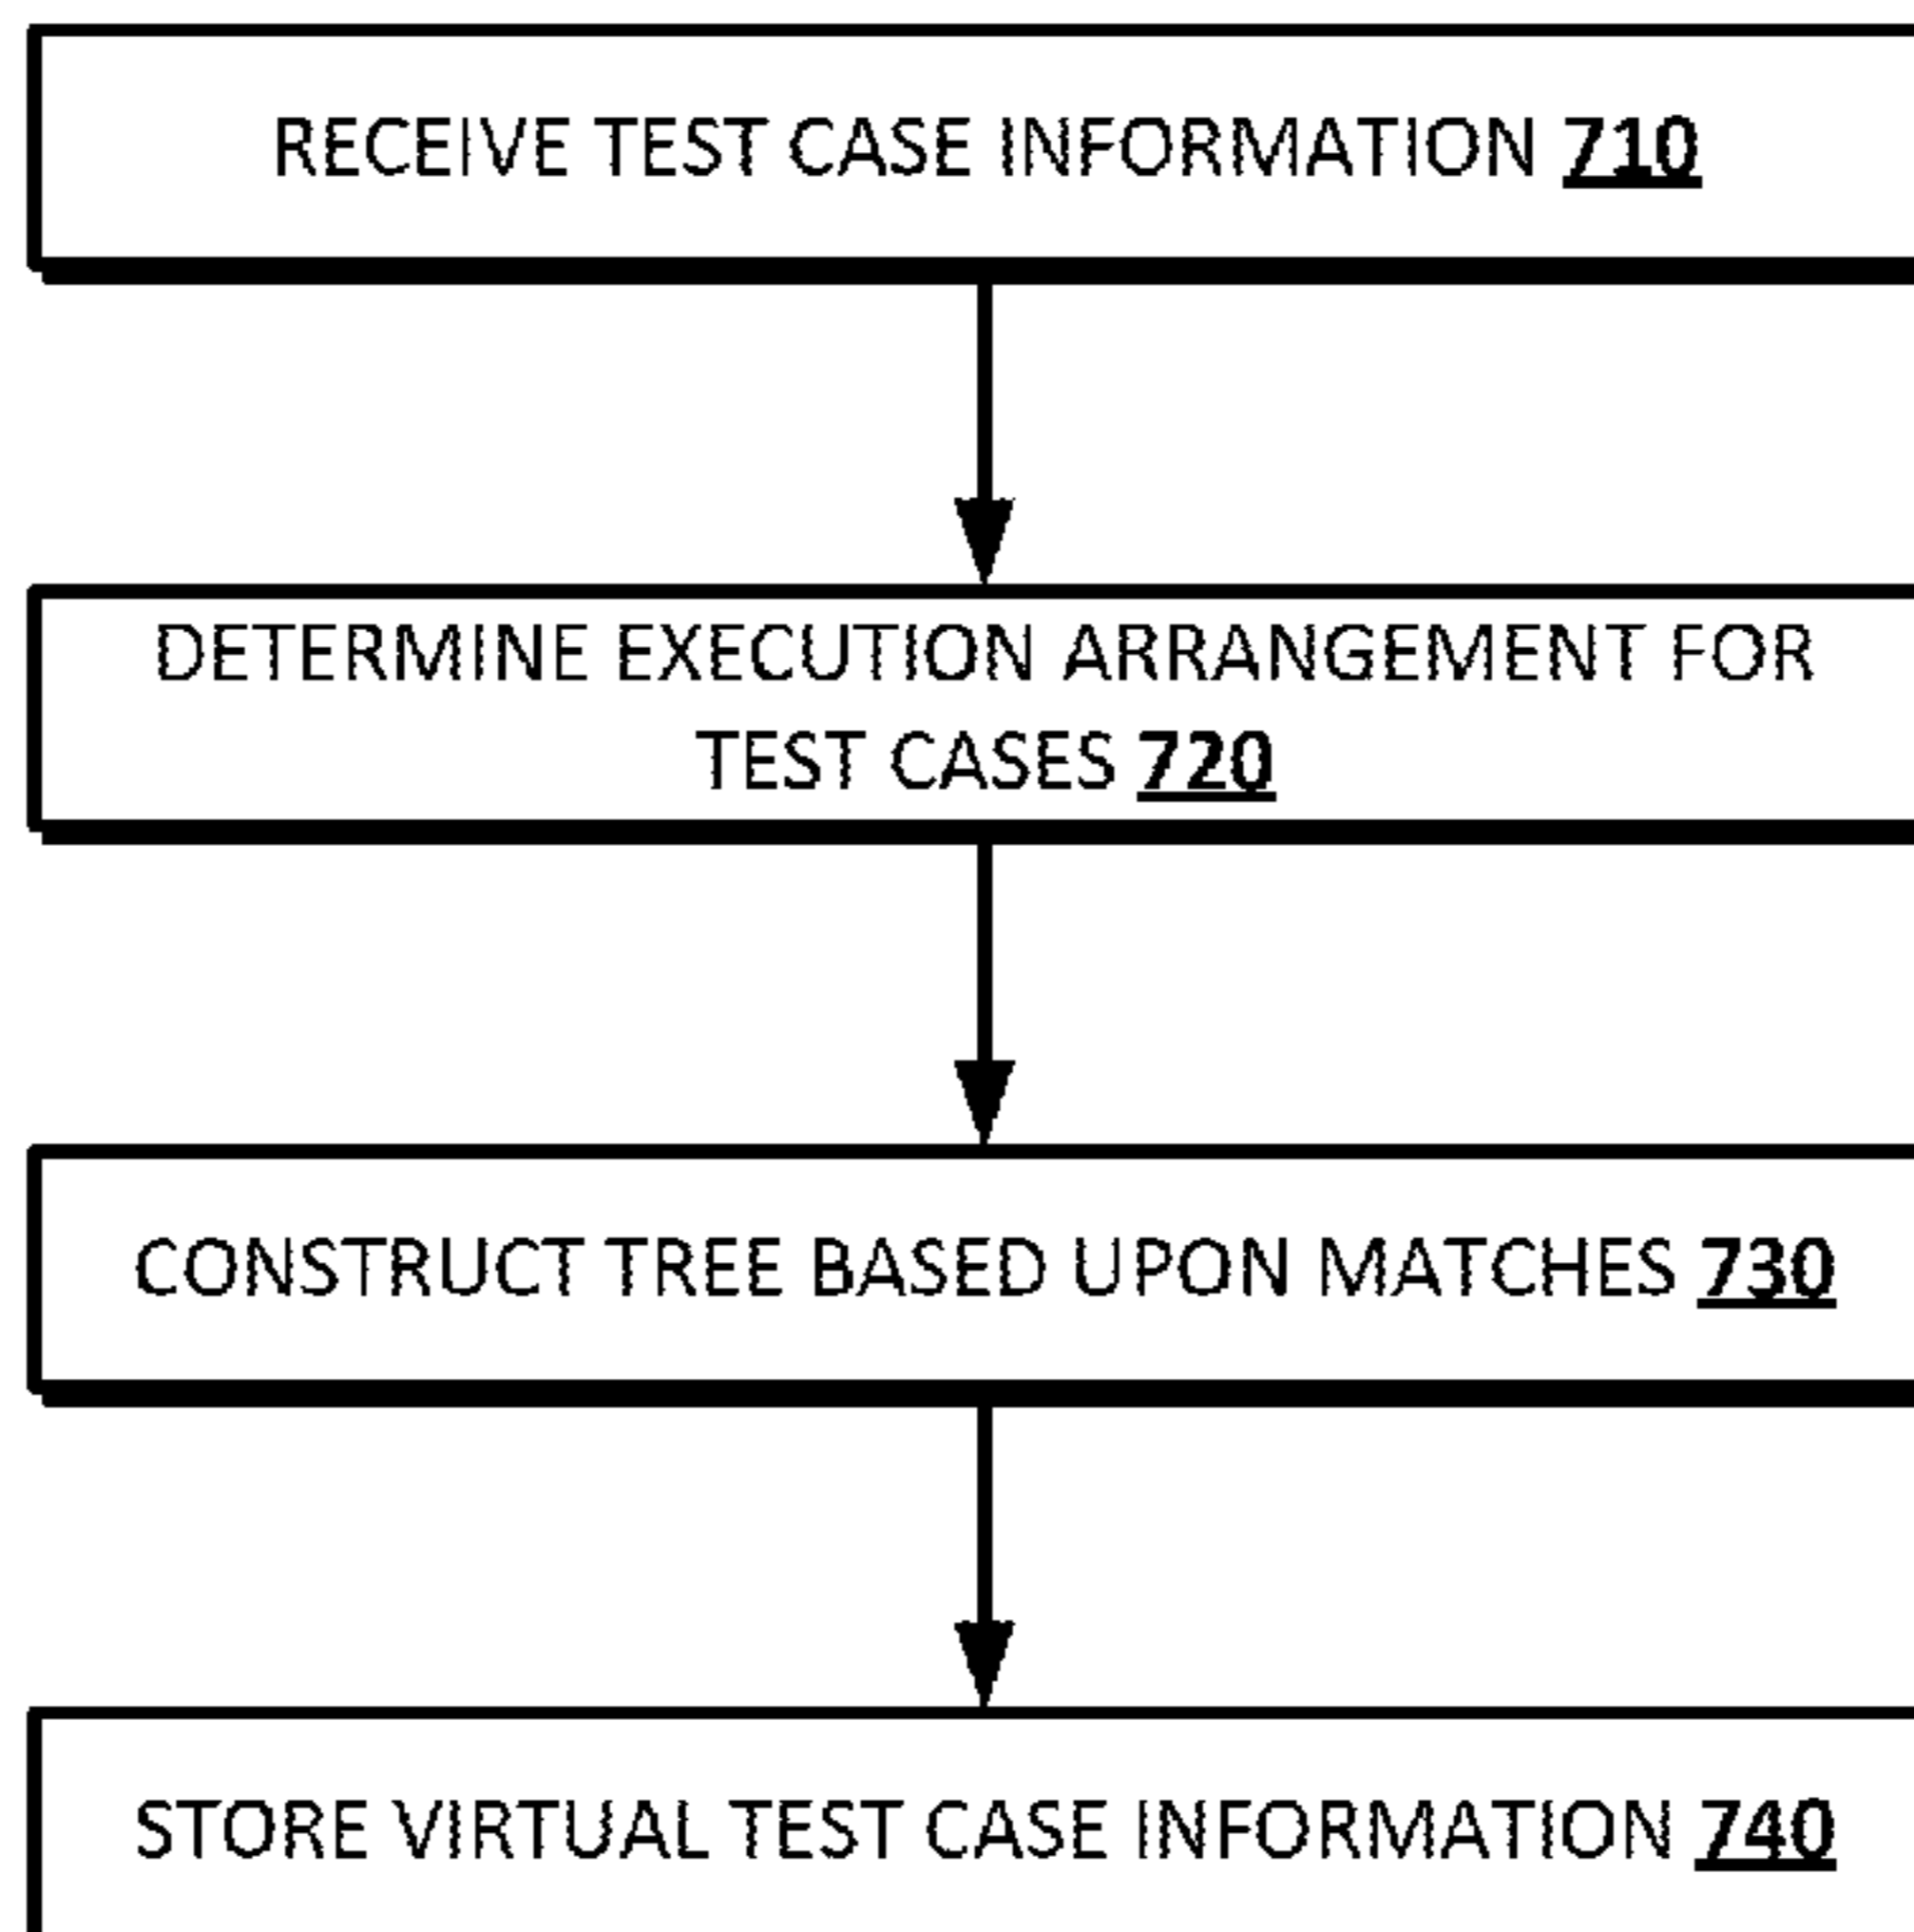 RECEIVE TEST CASE INFORMATION 710
DETERMINE EXECUTION ARRANGEMENT FOR
TEST CASES 720
CONSTRUCT TREE BASED UPON MATCHES 730
STORE VIRTUAL TEST CASE INFORMATION 740